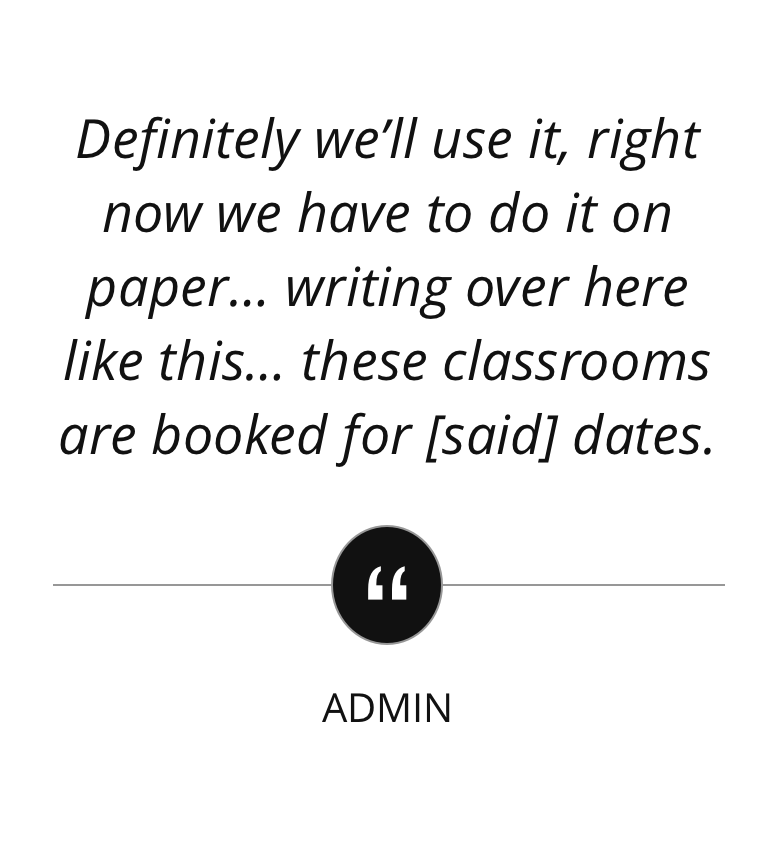 Definitely we’ll use it, right
now we have to do it on
paper... writing over here
like this... these classrooms
are booked for [said] dates.
“
ADMIN